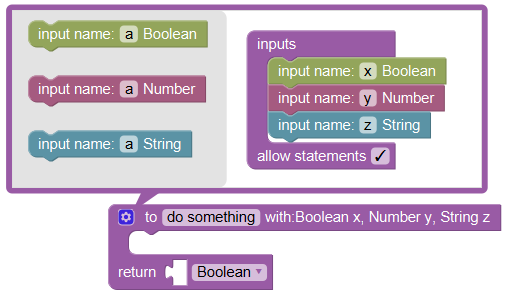 input name: a Boolean
input name: a Number
input name: a String
inputs
input name: x Boolean
input name: y Number
input name: z String
allow statements ✓
to do something with:Boolean x, Number y, String z
return Boolean ▾